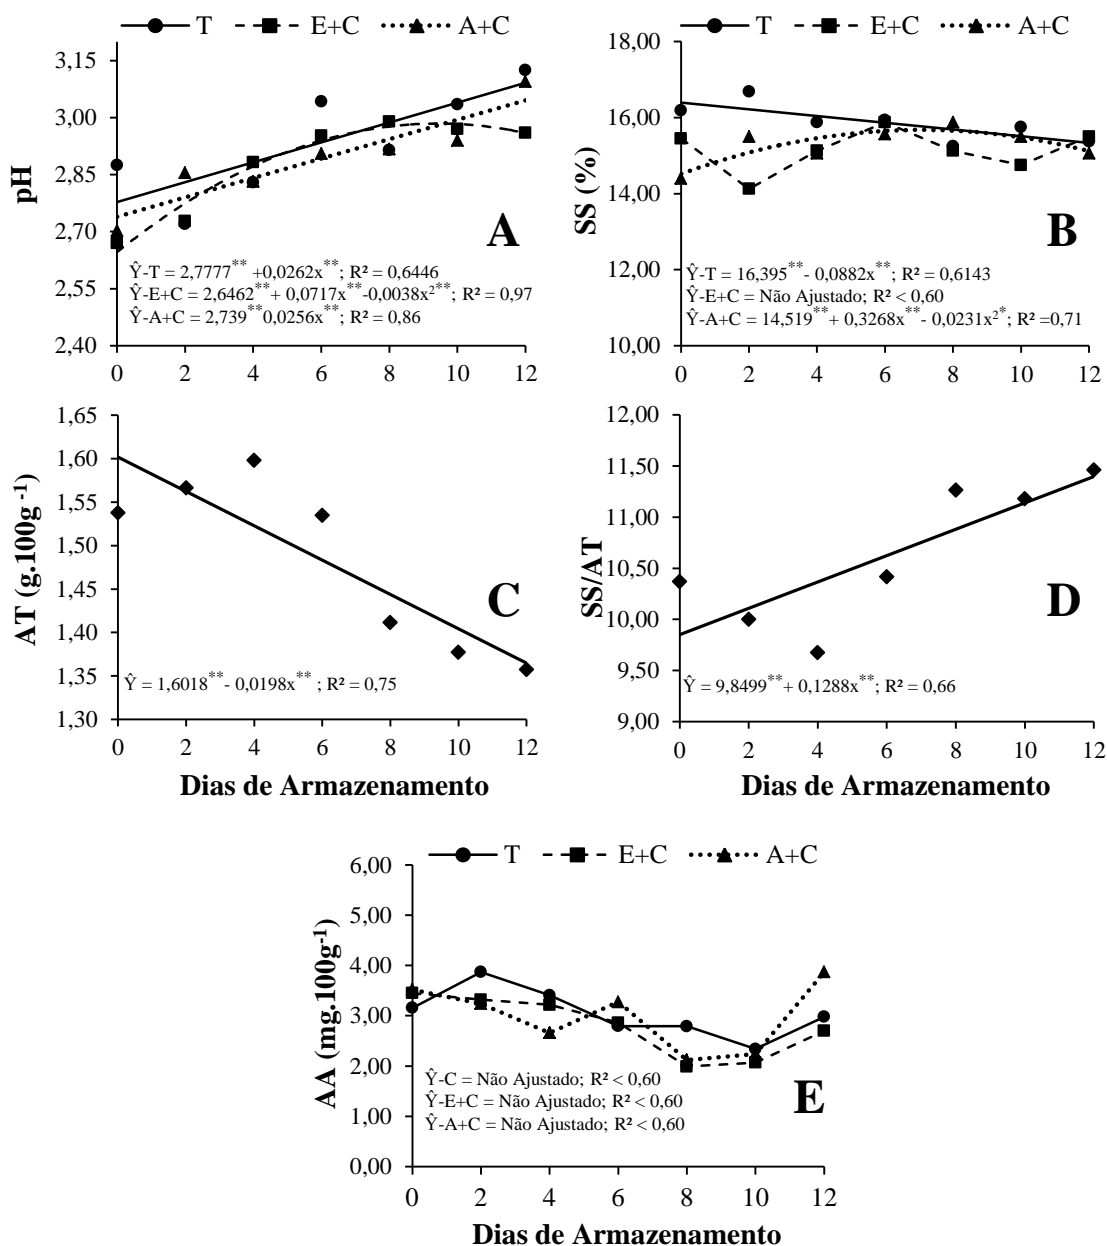 T E+C A+C
3,15
3,00
2,85
2,70
2,55
2,40
pH
A
Ŷ-T = 2,7777** +0,0262x**; R² = 0,6446
Ŷ-E+C = 2,6462**+ 0,0717x**-0,0038x²**; R² = 0,97
Ŷ-A+C = 2,739**0,0256x**; R² = 0,86
0 2 4 6 8 10 12
T E+C A+C
18,00
16,00
14,00
12,00
10,00
SS (%)
B
Ŷ-T = 16,395**- 0,0882x**; R² = 0,6143
Ŷ-E+C = Não Ajustado; R² < 0,60
Ŷ-A+C = 14,519**+ 0,3268x**- 0,0231x²*; R² =0,71
0 2 4 6 8 10 12
1,65
1,60
1,55
1,50
1,45
1,40
1,35
1,30
AT (g.100g⁻¹)
C
Ŷ = 1,6018**- 0,0198x** ; R² = 0,75
0 2 4 6 8 10 12
Dias de Armazenamento
12,00
11,50
11,00
10,50
10,00
9,50
9,00
SS/AT
D
Ŷ = 9,8499**+ 0,1288x**; R² = 0,66
0 2 4 6 8 10 12
Dias de Armazenamento
T E+C A+C
6,00
5,00
4,00
3,00
2,00
1,00
0,00
AA (mg.100g⁻¹)
E
Ŷ-C = Não Ajustado; R² < 0,60
Ŷ-E+C = Não Ajustado; R² < 0,60
Ŷ-A+C = Não Ajustado; R² < 0,60
0 2 4 6 8 10 12
Dias de Armazenamento